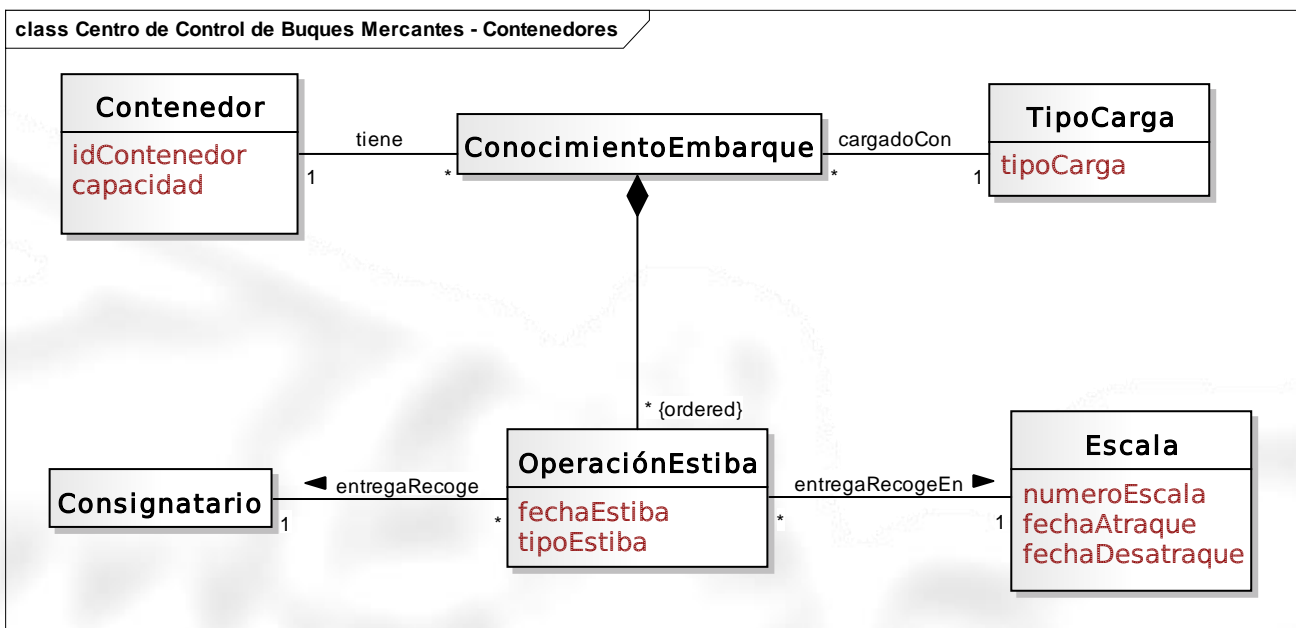 class Centro de Control de Buques Mercantes - Contenedores
Contenedor
idContenedor
capacidad
tiene
1
*
ConocimientoEmbarque
cargadoCon
*
1
TipoCarga
tipoCarga
* {ordered}
Consignatario
entregaRecoge
1
*
OperaciónEstiba
fechaEstiba
tipoEstiba
entregaRecogeEn
*
1
Escala
numeroEscala
fechaAtraque
fechaDesatraque